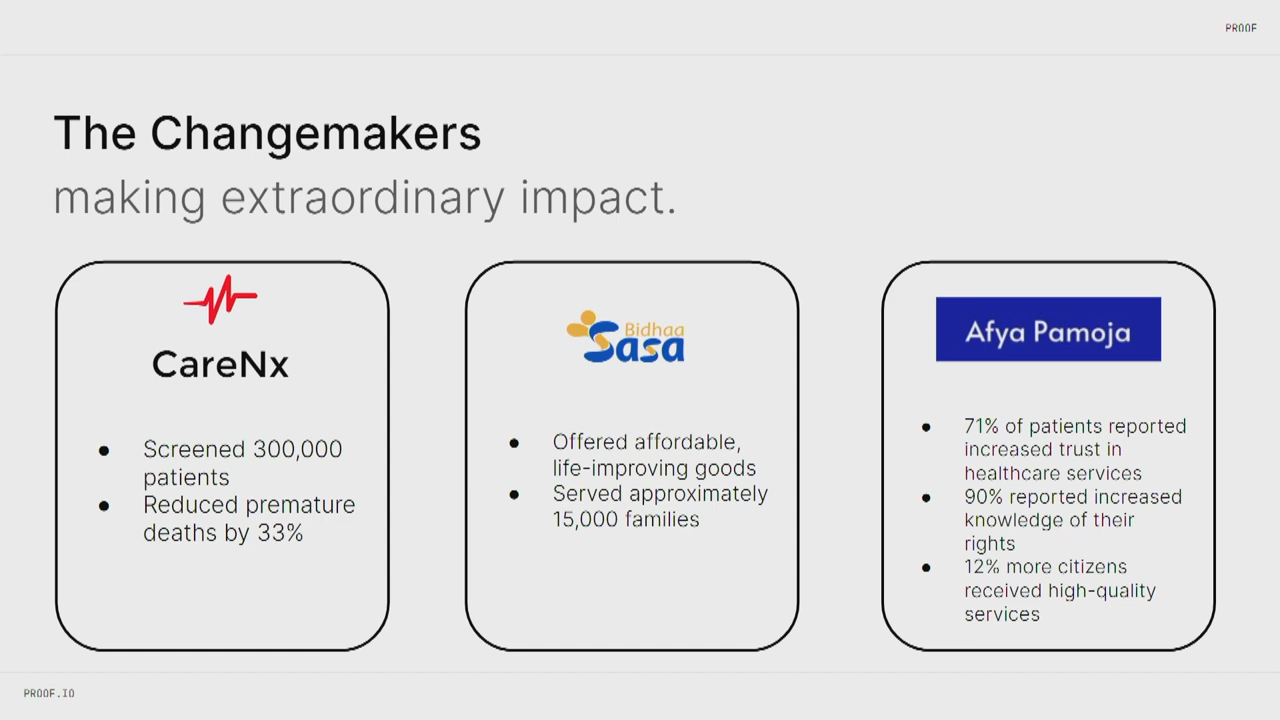 PROOF
The Changemakers
making extraordinary impact.
CareNx
● Screened 300,000
patients
● Reduced premature
deaths by 33%
Bidhaa
Sasa
● Offered affordable,
life-improving goods
● Served approximately
15,000 families
Afya Pamoja
● 71% of patients reported
increased trust in
healthcare services
● 90% reported increased
knowledge of their
rights
● 12% more citizens
received high-quality
services
PROOF.IO